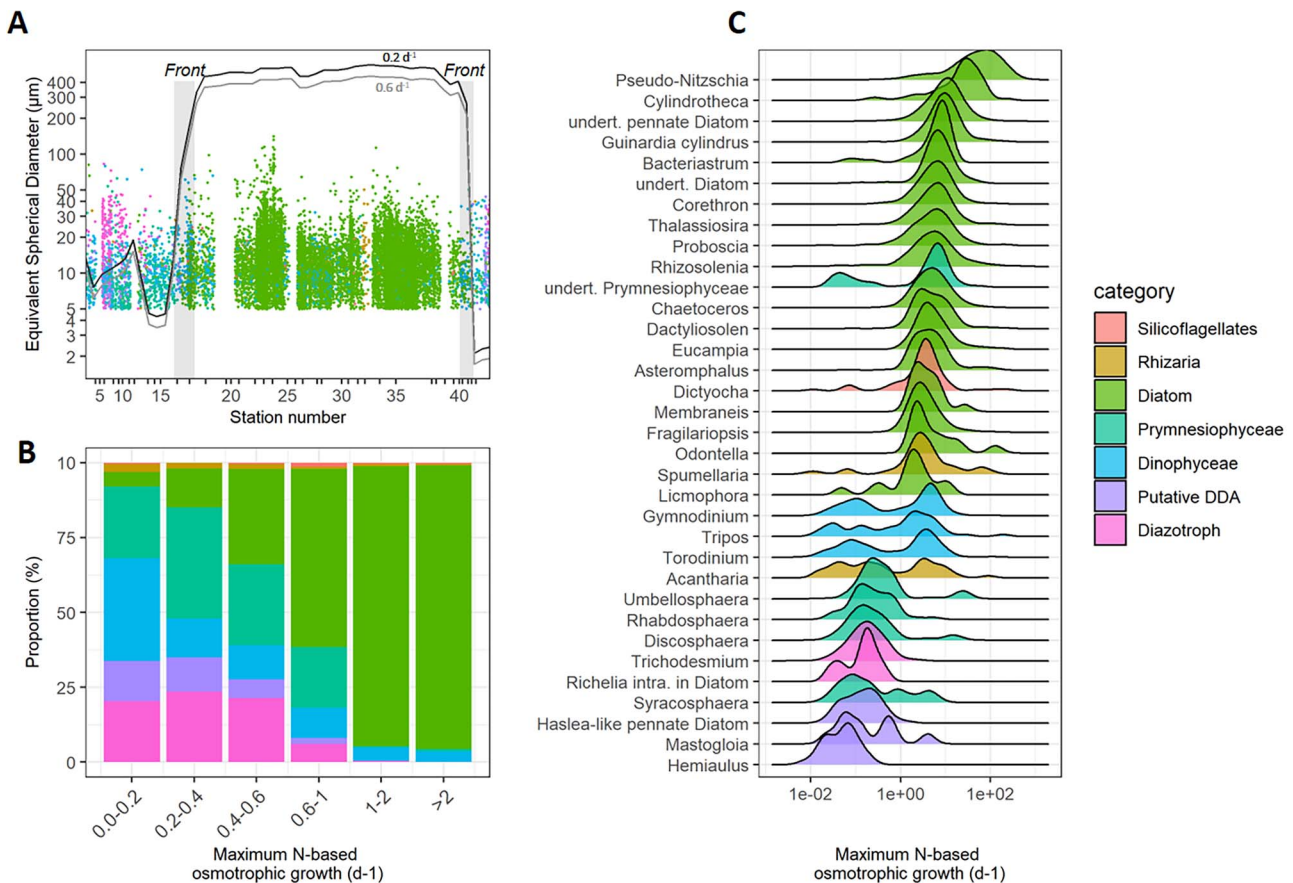 A
Front
0.2 d-1
Front
0.6 d-1
400
300
200
100
50
40
30
20
10
5
4
3
2
Equivalent Spherical Diameter (µm)
5 10 15 20 25 30 35 40
Station number
B
10
75
50
25
0
Proportion (%)
0.0-0.2
0.2-0.4
0.4-0.6
0.6-1
1-2
>2
Maximum N-based
osmotrophic growth (d-1)
C
Pseudo-Nitzschia
Cylindrotheca
undert. pennate Diatom
Guinardia cylindrus
Bacteriastrum
undert. Diatom
Corethron
Thalassiosira
Proboscia
Rhizosolenia
undert. Prymnesiophyceae
Chaetoceros
Dactyliosolen
Eucampia
Asteromphalus
Dictyocha
Membraneis
Fragilariopsis
Odontella
Spumellaria
Licmophora
Gymnodinium
Tripos
Torodinium
Acantharia
Umbellosphaera
Rhabdosphaera
Discosphaera
Trichodesmium
Richelia intra. in Diatom
Syracosphaera
Haslea-like pennate Diatom
Mastogloia
Hemiaulus
1e-02 1e+00 1e+02
Maximum N-based
osmotrophic growth (d-1)
category
Silicoflagellates
Rhizaria
Diatom
Prymnesiophyceae
Dinophyceae
Putative DDA
Diazotroph